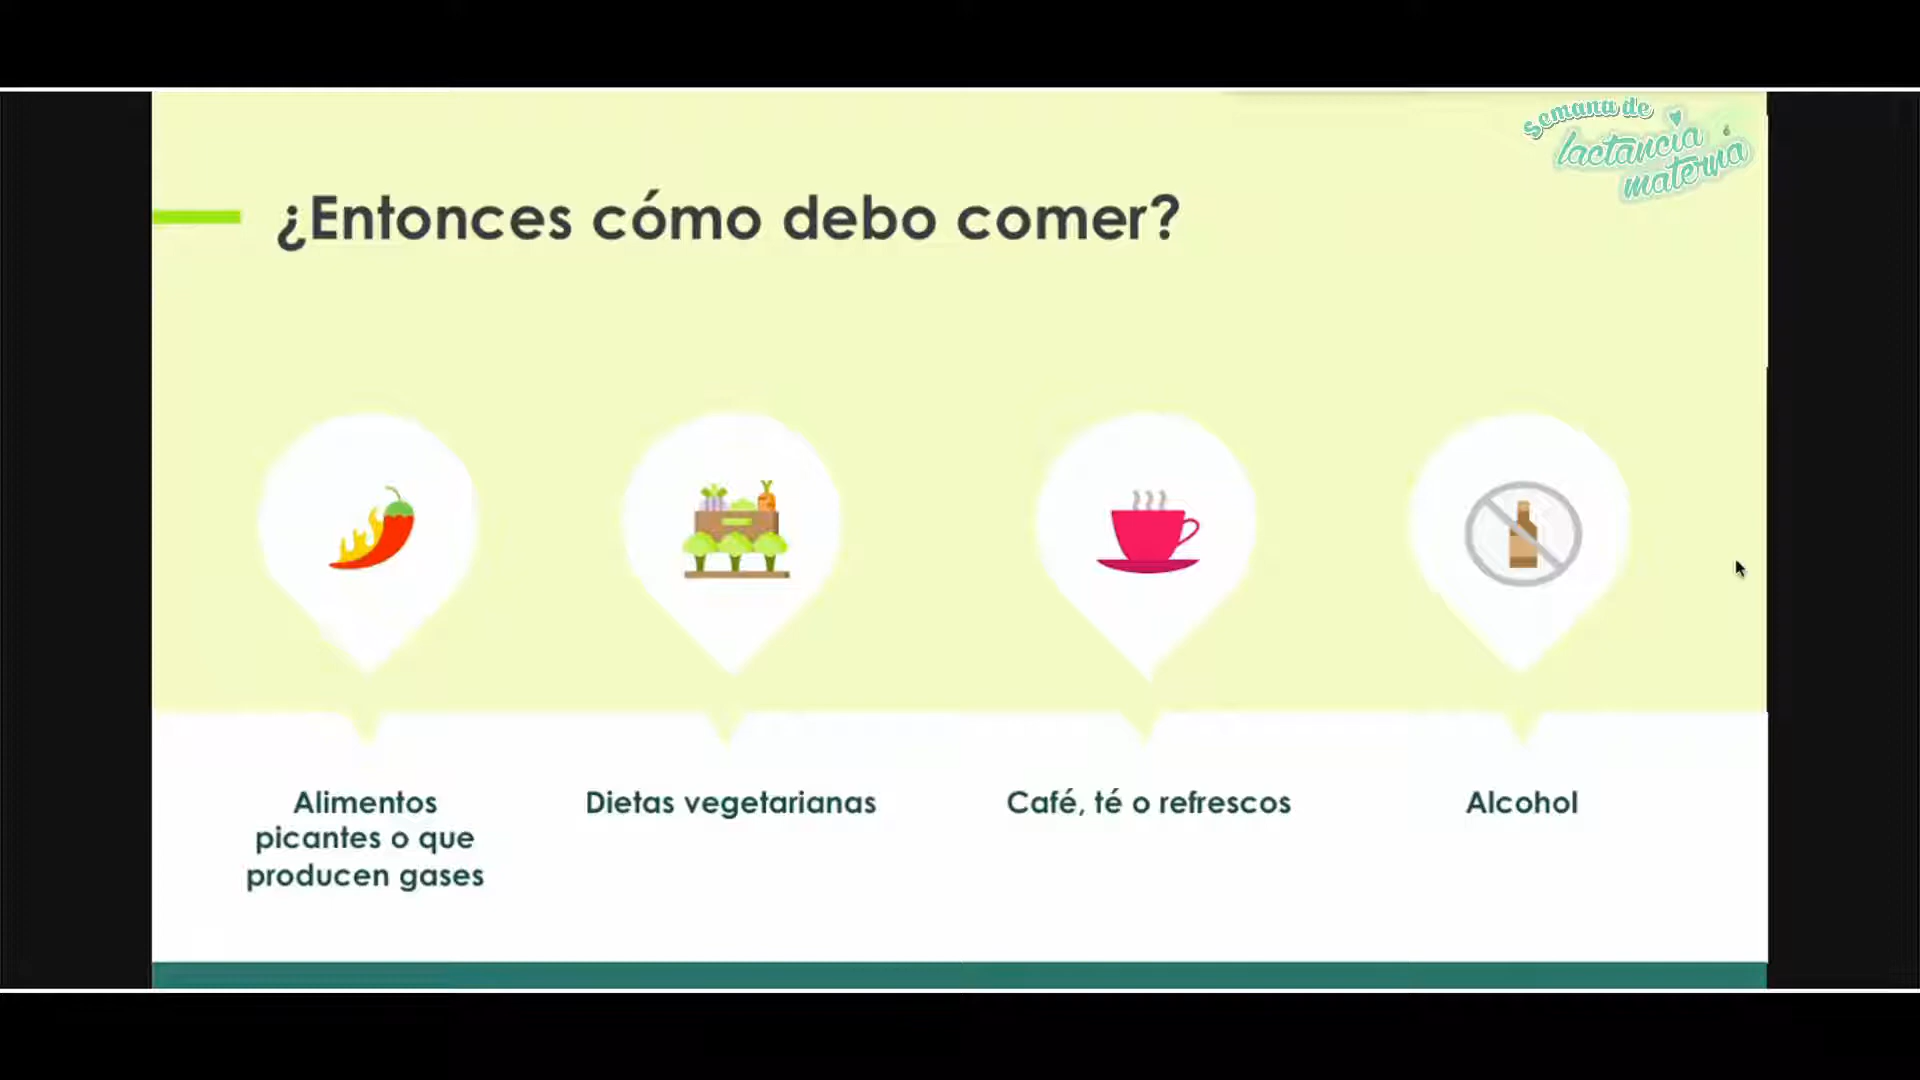 Semana de
lactancia
materna
¿Entonces cómo debo comer?
Alimentos
picantes o que
producen gases
Dietas vegetarianas
Café, té o refrescos
Alcohol